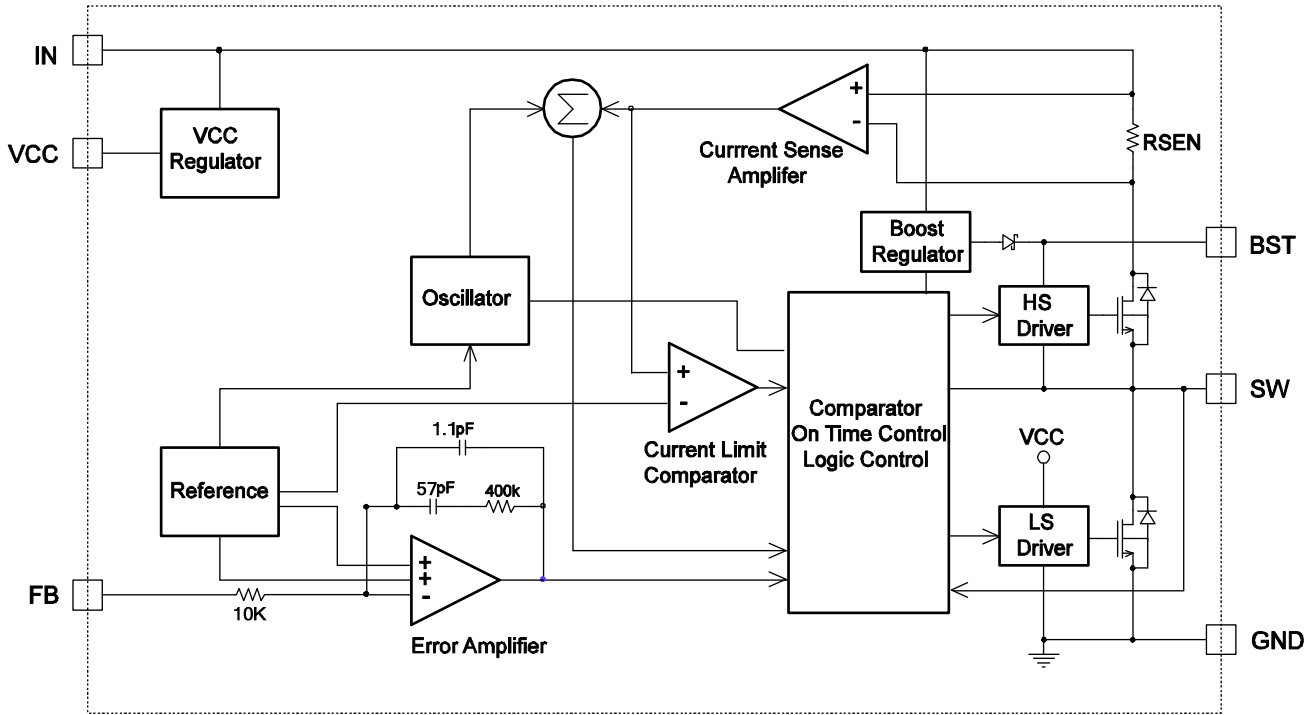 IN
VCC
Regulator
VCC
Σ
+
-
Currrent Sense
Amplifer
RSEN
Boost
Regulator
BST
Oscillator
HS
Driver
+
-
Current Limit
Comparator
SW
Comparator
On Time Control
Logic Control
VCC
1.1pF
57pF
400k
Reference
LS
Driver
+
+
-
FB
10K
Error Amplifier
GND